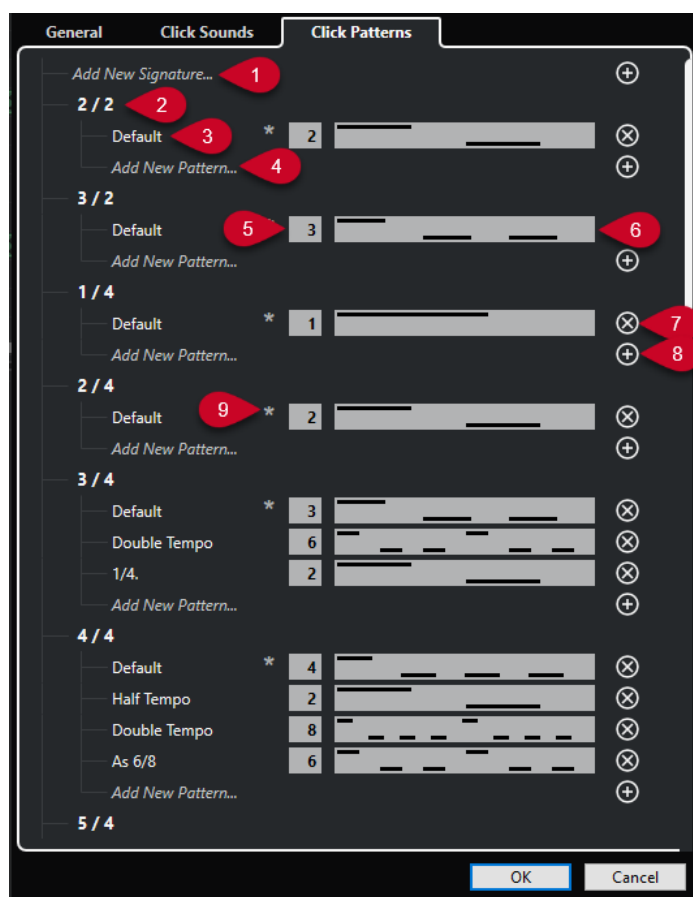 General Click Sounds Click Patterns
Add New Signature... 1
2 / 2 2
Default 3 * 2
Add New Pattern... 4
3 / 2
Default 5 3 6
Add New Pattern...
1 / 4
Default * 1 7
Add New Pattern... 8
2 / 4
Default 9 * 2
Add New Pattern...
3 / 4
Default * 3
Double Tempo 6
1/4. 2
Add New Pattern...
4 / 4
Default * 4
Half Tempo 2
Double Tempo 8
As 6/8 6
Add New Pattern...
5 / 4
OK Cancel